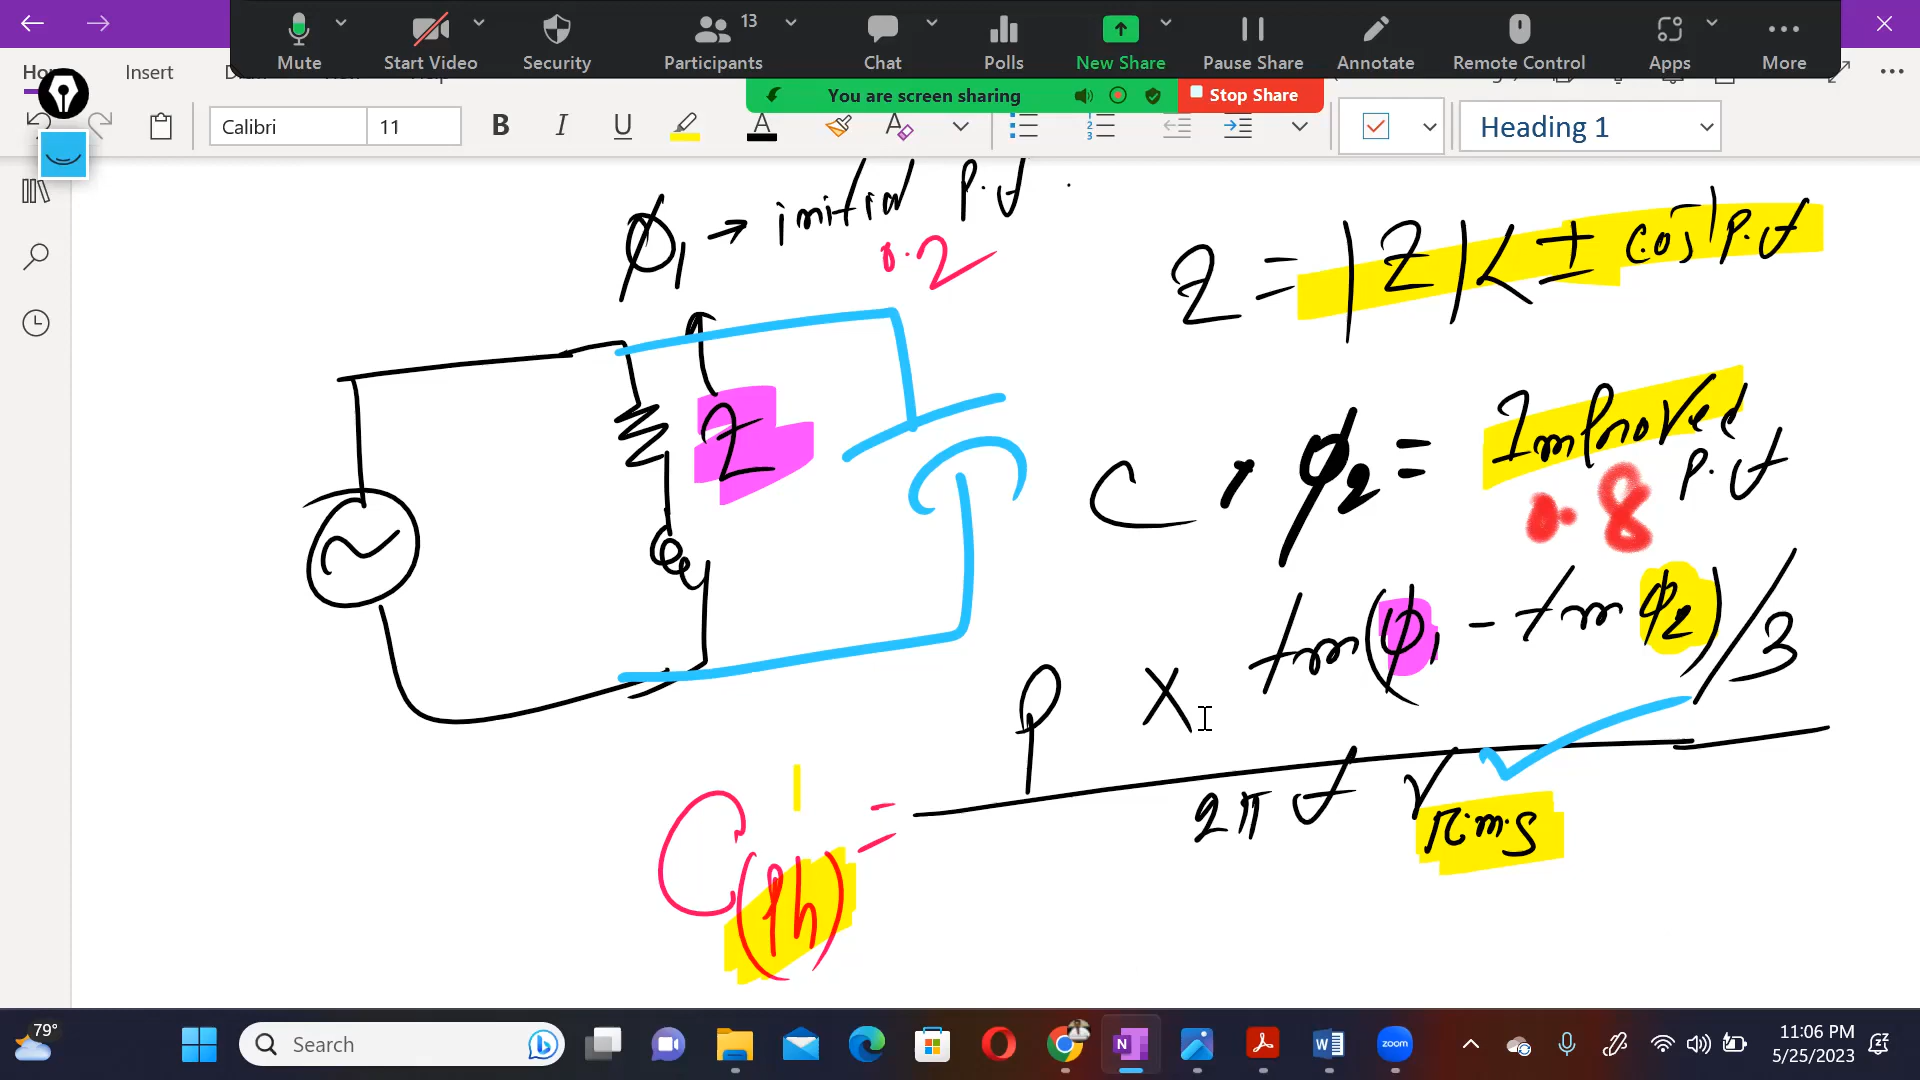 Mute
Start Video
Security
Participants 13
Chat
Polls
New Share
Pause Share
Annotate
Remote Control
Apps
More
You are screen sharing
Stop Share
Insert
Calibri
11
B I U A
Heading 1
ϕ1 → initial P.f
0.2
Z = |Z|∠± cos⁻¹ P.f
Z
C, ϕ2 = Improved P.f
0.8
P X tan(ϕ1 - tan ϕ2)/3
C(Ph) =
2π f V r.m.s
79°
Search
zoom
11:06 PM
5/25/2023